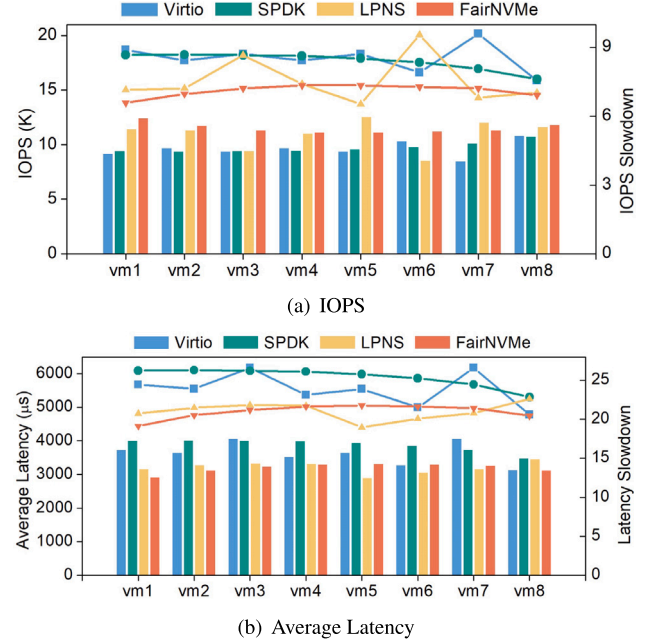 Virtio SPDK LPNS FairNVMe
20
15
10
5
0
IOPS (K)
9
6
3
0
IOPS Slowdown
vm1 vm2 vm3 vm4 vm5 vm6 vm7 vm8
(a) IOPS
Virtio SPDK LPNS FairNVMe
6000
5000
4000
3000
2000
1000
0
Average Latency (μs)
25
20
15
10
5
0
Latency Slowdown
vm1 vm2 vm3 vm4 vm5 vm6 vm7 vm8
(b) Average Latency